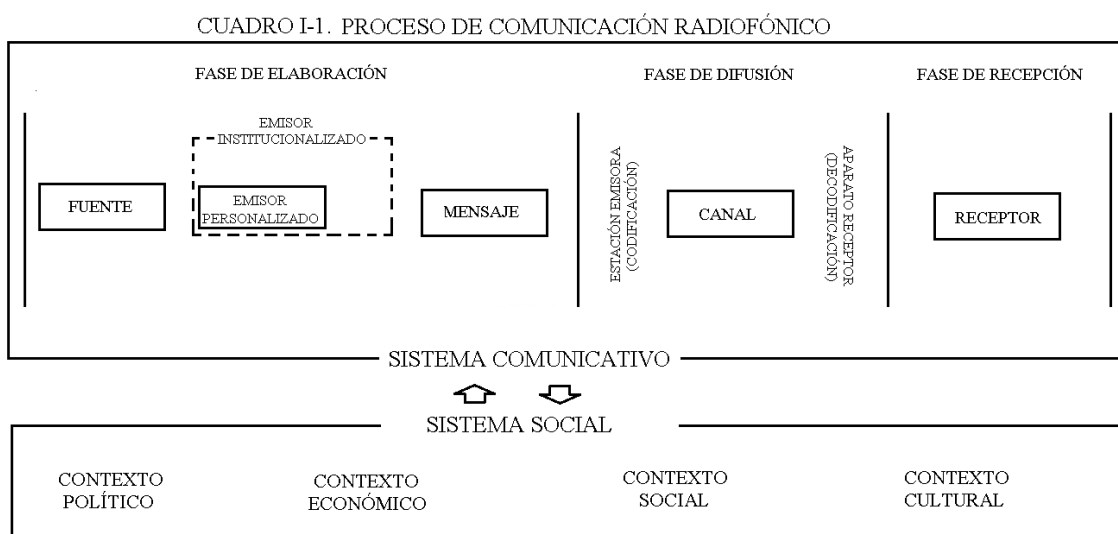 CUADRO I-1. PROCESO DE COMUNICACIÓN RADIOFÓNICO
FASE DE ELABORACIÓN
FASE DE DIFUSIÓN
FASE DE RECEPCIÓN
EMISOR
INSTITUCIONALIZADO
FUENTE
EMISOR
PERSONALIZADO
MENSAJE
ESTACIÓN EMISORA
(CODIFICACIÓN)
CANAL
APARATO RECEPTOR
(DECODIFICACIÓN)
RECEPTOR
SISTEMA COMUNICATIVO
SISTEMA SOCIAL
CONTEXTO
POLÍTICO
CONTEXTO
ECONÓMICO
CONTEXTO
SOCIAL
CONTEXTO
CULTURAL